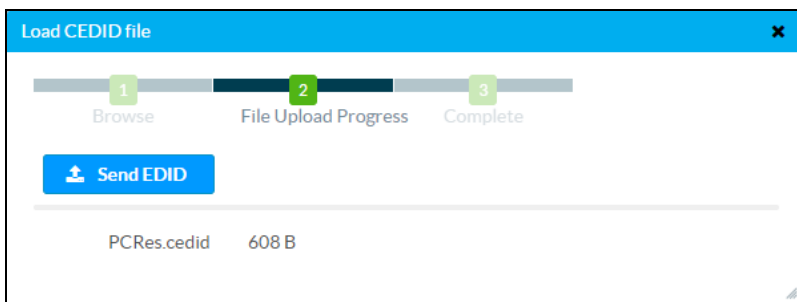 Load CEDID file
1 2 3
Browse File Upload Progress Complete
Send EDID
PCRes.cedid 608 B